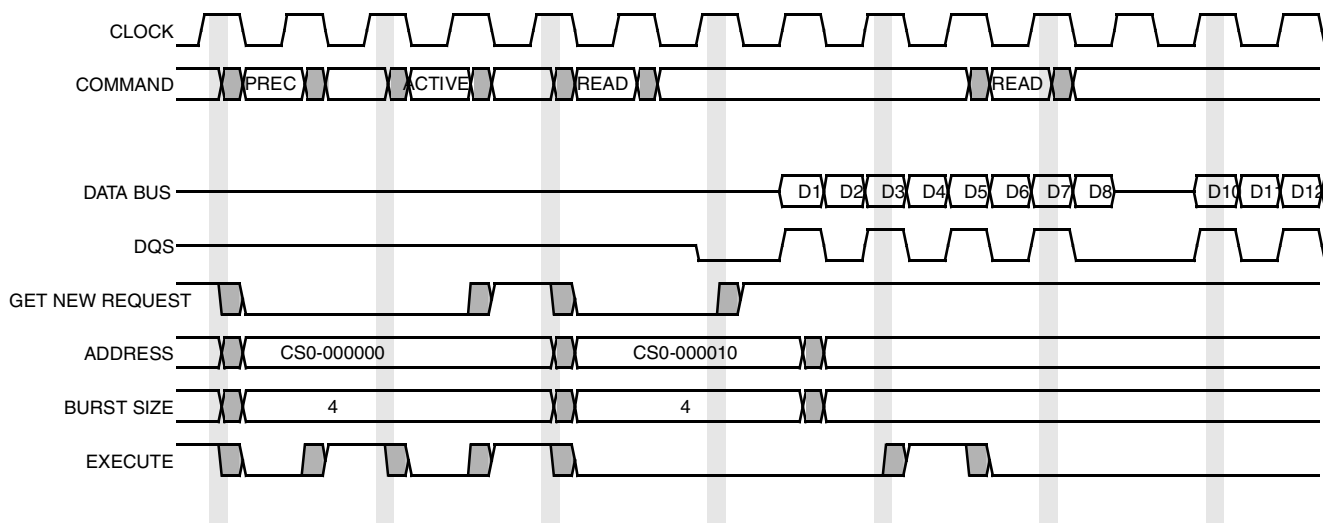 CLOCK
COMMAND PREC ACTIVE READ READ
DATA BUS D1 D2 D3 D4 D5 D6 D7 D8 D10 D11 D12
DQS
GET NEW REQUEST
ADDRESS CS0-000000 CS0-000010
BURST SIZE 4 4
EXECUTE